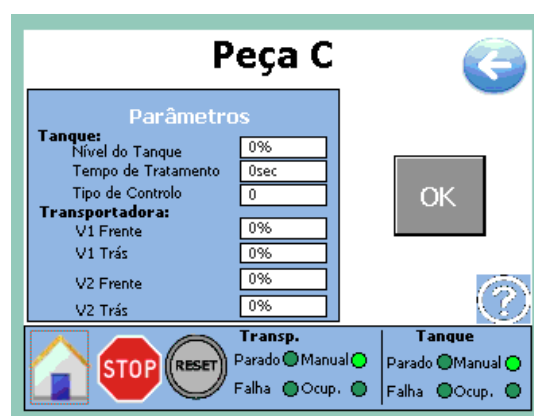 Peça C
Parâmetros
Tanque:
Nível do Tanque 0%
Tempo de Tratamento 0sec
Tipo de Controlo 0
Transportadora:
V1 Frente 0%
V1 Trás 0%
V2 Frente 0%
V2 Trás 0%
OK
?
STOP
RESET
Transp.
Parado Manual
Falha Ocup.
Tanque
Parado Manual
Falha Ocup.